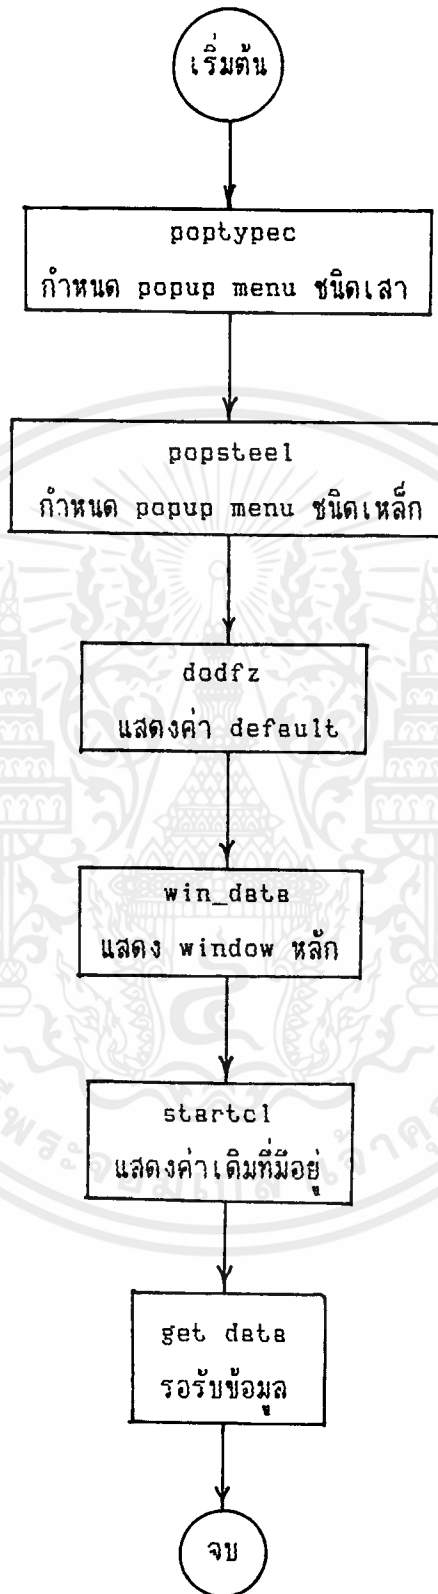 เริ่มต้น
poptypec
กำหนด popup menu ชนิดเสา
popsteel
กำหนด popup menu ชนิดเหล็ก
dodfz
แสดงค่า default
win_data
แสดง window หลัก
startcl
แสดงค่าเดิมที่มีอยู่
get data
รอรับข้อมูล
จบ